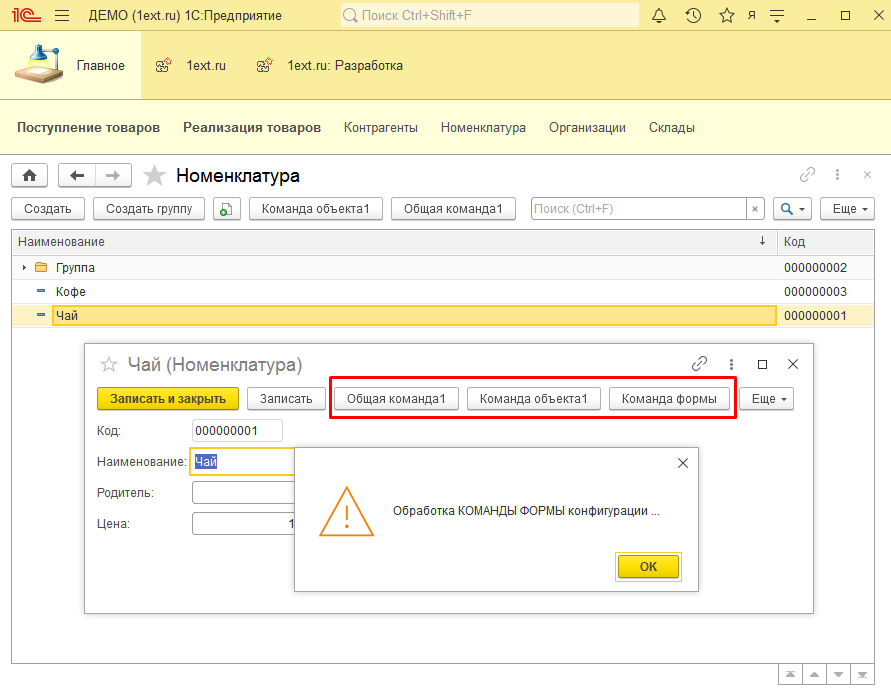 1С ДЕМО (1ext.ru) 1С:Предприятие Поиск Ctrl+Shift+F Я
Главное 1ext.ru 1ext.ru: Разработка
Поступление товаров Реализация товаров Контрагенты Номенклатура Организации Склады
Номенклатура
Создать Создать группу Команда объекта1 Общая команда1 Поиск (Ctrl+F) × Еще
Наименование Код
Группа 000000002
Кофе 000000003
Чай 000000001
Чай (Номенклатура)
Записать и закрыть Записать Общая команда1 Команда объекта1 Команда формы Еще
Код: 000000001
Наименование: Чай
Родитель:
Цена: 1
Обработка КОМАНДЫ ФОРМЫ конфигурации ...
ОК